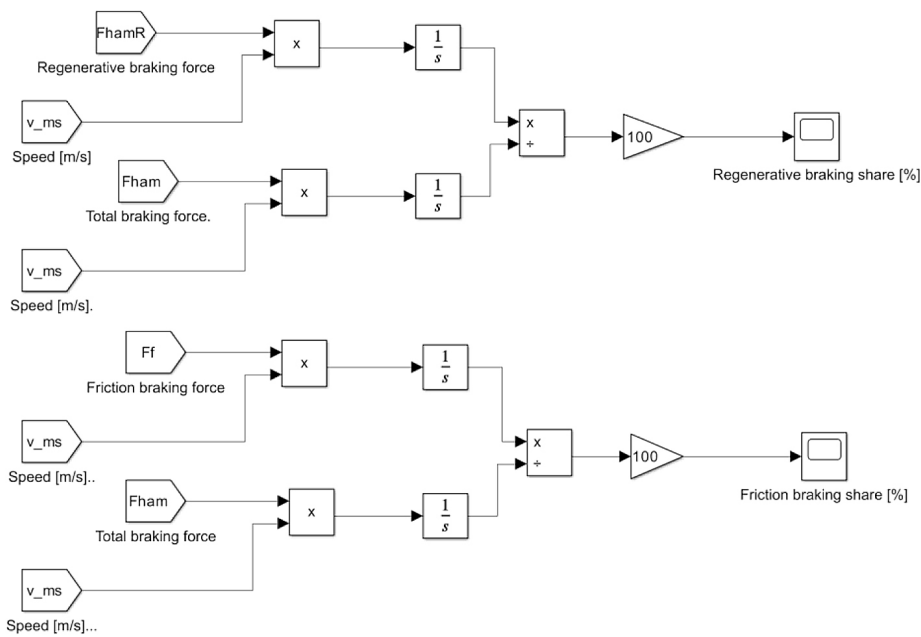 FhamR
x
1
s
Regenerative braking force
v_ms
Speed [m/s]
x
÷
100
Regenerative braking share [%]
Fham
x
1
s
Total braking force.
v_ms
Speed [m/s].
Ff
x
1
s
Friction braking force
v_ms
Speed [m/s]..
x
÷
100
Friction braking share [%]
Fham
x
1
s
Total braking force
v_ms
Speed [m/s]...